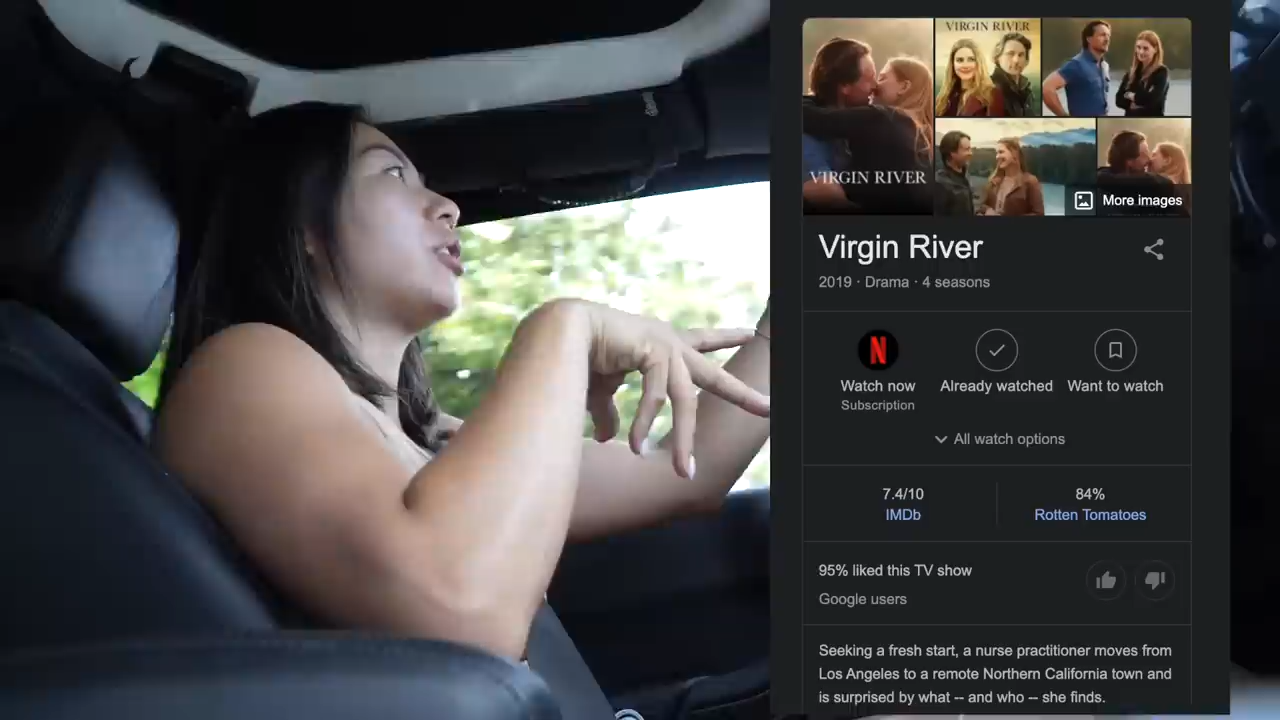 VIRGIN RIVER
VIRGIN RIVER
More images
Virgin River
2019 · Drama · 4 seasons
N
Watch now
Subscription
Already watched
Want to watch
All watch options
7.4/10
IMDb
84%
Rotten Tomatoes
95% liked this TV show
Google users
Seeking a fresh start, a nurse practitioner moves from
Los Angeles to a remote Northern California town and
is surprised by what -- and who -- she finds.